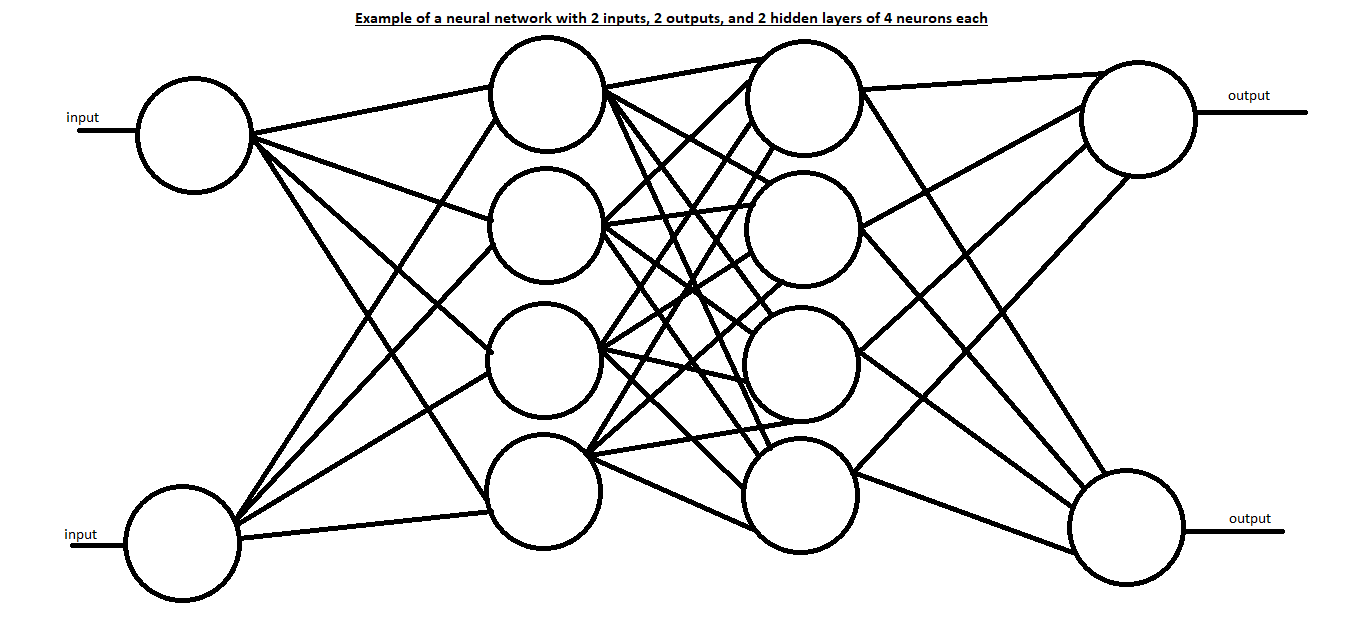 Example of a neural network with 2 inputs, 2 outputs, and 2 hidden layers of 4 neurons each
input
output
input
output